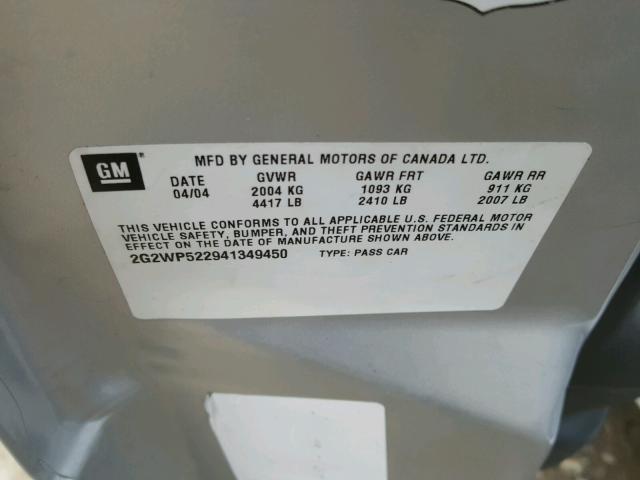 GM
MFD BY GENERAL MOTORS OF CANADA LTD.
DATE GVWR GAWR FRT GAWR RR
04/04 2004 KG 1093 KG 911 KG
4417 LB 2410 LB 2007 LB
THIS VEHICLE CONFORMS TO ALL APPLICABLE U.S. FEDERAL MOTOR
VEHICLE SAFETY, BUMPER, AND THEFT PREVENTION STANDARDS IN
EFFECT ON THE DATE OF MANUFACTURE SHOWN ABOVE.
2G2WP522941349450 TYPE: PASS CAR